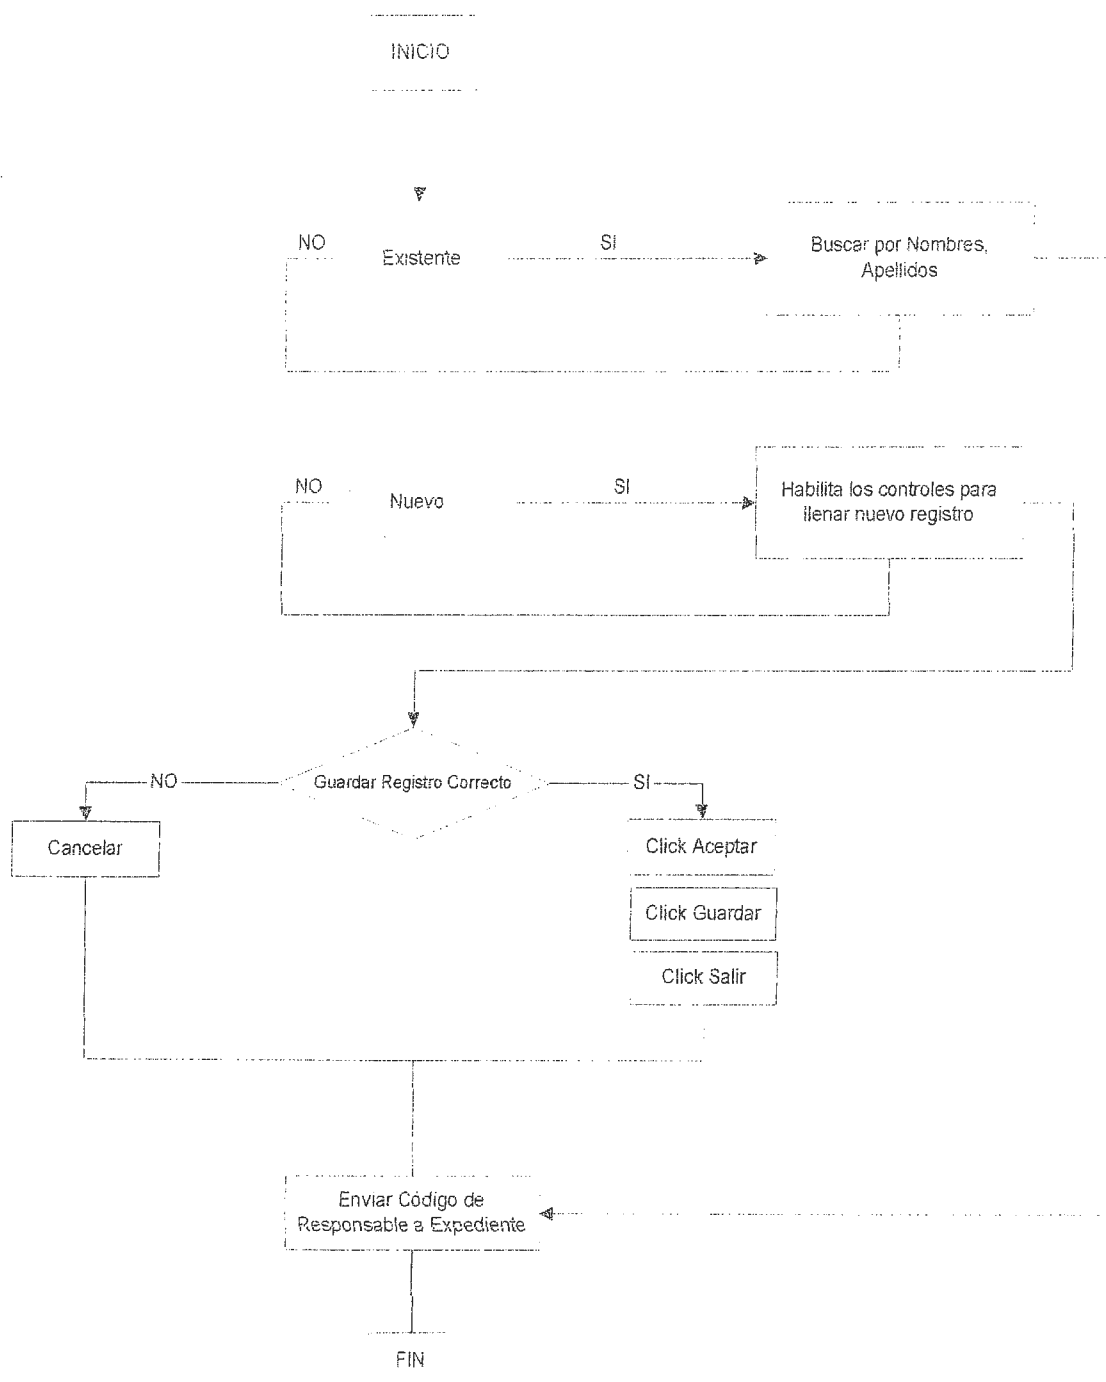 INICIO
NO
Existente
SI
Buscar por Nombres,
Apellidos
NO
Nuevo
SI
Habilita los controles para
llenar nuevo registro
NO
Guardar Registro Correcto
SI
Cancelar
Click Aceptar
Click Guardar
Click Salir
Enviar Código de
Responsable a Expediente
FIN